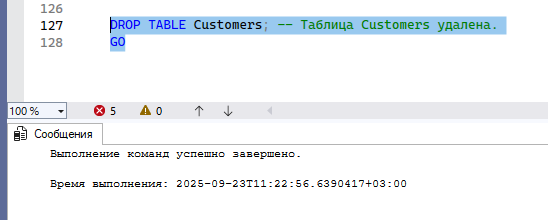 126
127 DROP TABLE Customers; -- Таблица Customers удалена.
128 GO
100 % 5 0
Сообщения
Выполнение команд успешно завершено.
Время выполнения: 2025-09-23T11:22:56.6390417+03:00